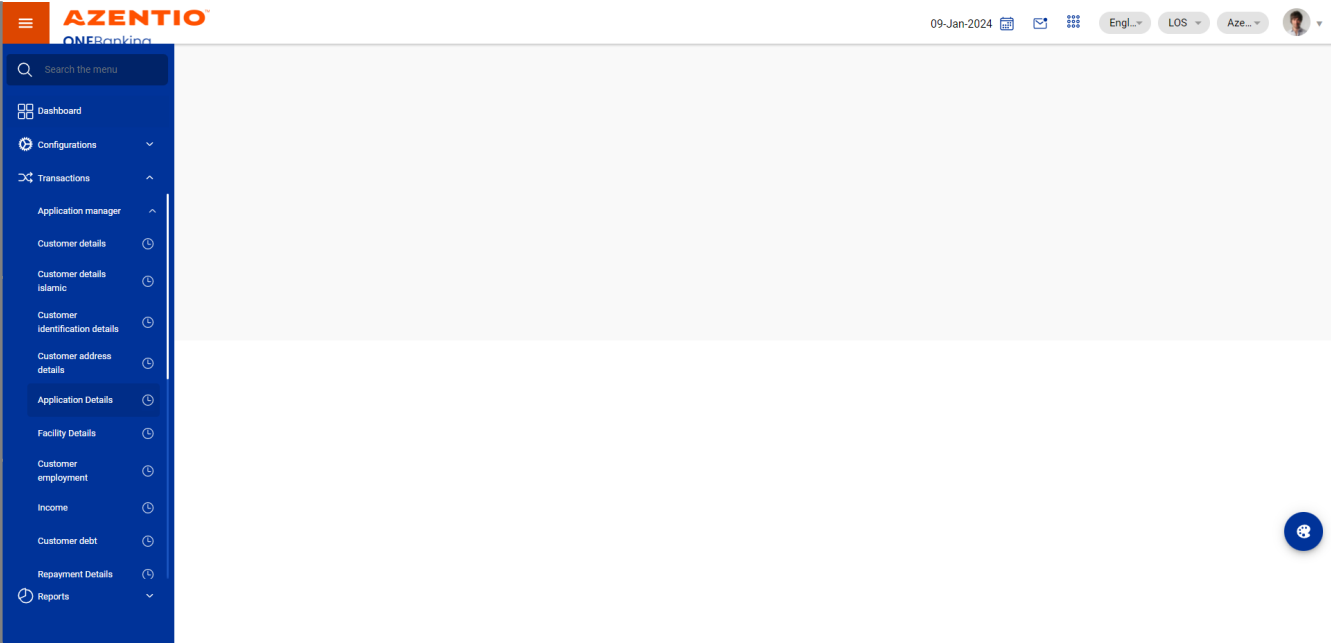 AZENTIO™
ONEBanking
09-Jan-2024
Engl...
LOS
Aze...
Search the menu
Dashboard
Configurations
Transactions
Application manager
Customer details
Customer details
islamic
Customer
identification details
Customer address
details
Application Details
Facility Details
Customer
employment
Income
Customer debt
Repayment Details
Reports